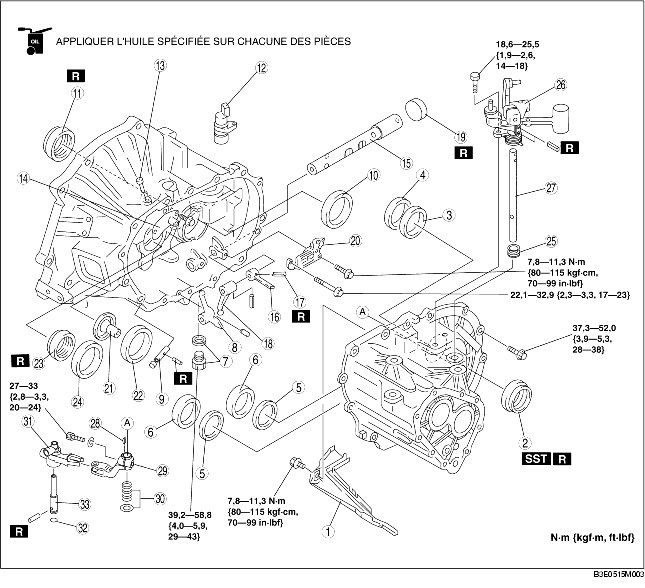 OIL
APPLIQUER L'HUILE SPÉCIFIÉE SUR CHACUNE DES PIÈCES
18,6—25,5
{1,9—2,6,
14—18}
R
11
13
12
26
19
R
R
15
14
10
4
3
27
20
25
7,8—11,3 N·m
{80—115 kgf·cm,
70—99 in·lbf}
22,1—32,9 {2,3—3,3, 17—23}
17
16
R
A
18
8
7
37,3—52,0
{3,9—5,3,
28—38}
R
23
24
21
22
9
R
6
5
27—33
{2,8—3,3,
20—24}
28
A
6
5
2
SST R
31
29
30
33
R
32
39,2—58,8
{4,0—5,9,
29—43}
7,8—11,3 N·m
{80—115 kgf·cm,
70—99 in·lbf}
1
N·m {kgf·m, ft·lbf}
B3E0515M003